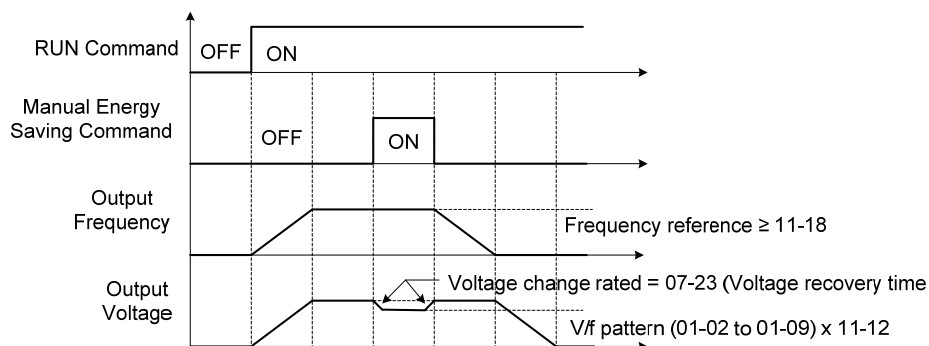 RUN Command
OFF
ON
Manual Energy
Saving Command
OFF
ON
Output
Frequency
Frequency reference ≥ 11-18
Output
Voltage
Voltage change rated = 07-23 (Voltage recovery time
V/f pattern (01-02 to 01-09) x 11-12